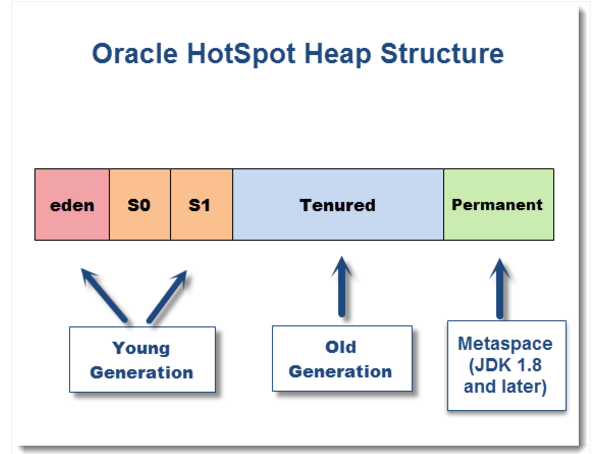 Oracle HotSpot Heap Structure
eden S0 S1 Tenured Permanent
Young
Generation
Old
Generation
Metaspace
(JDK 1.8
and later)